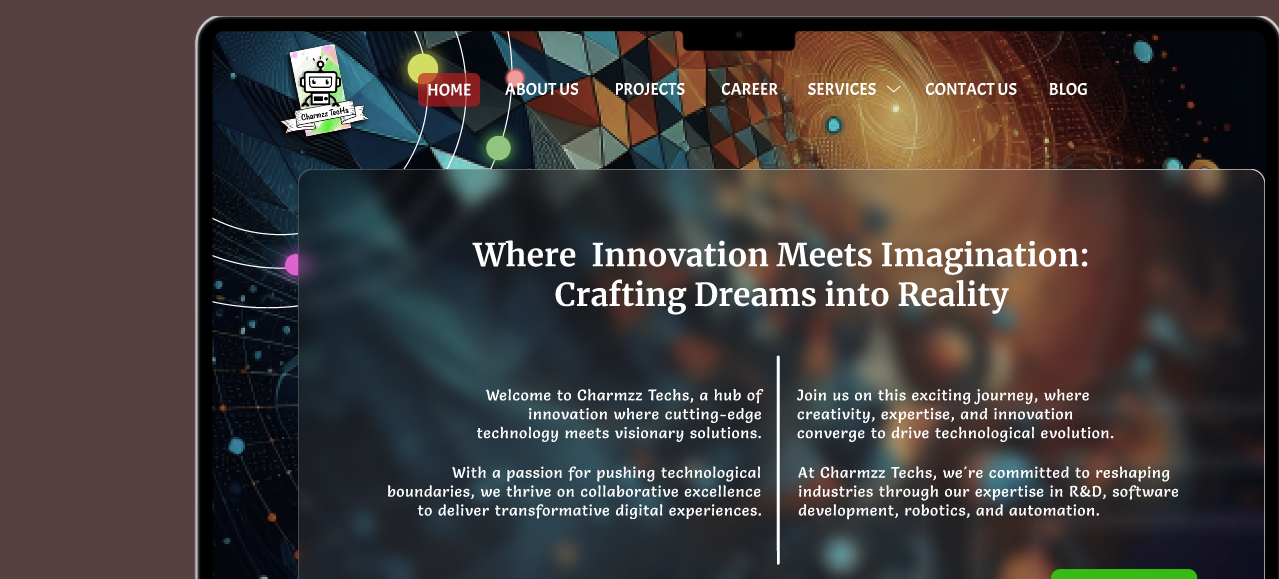 Charmzz TecHs
HOME
ABOUT US
PROJECTS
CAREER
SERVICES
CONTACT US
BLOG
Where Innovation Meets Imagination:
Crafting Dreams into Reality
Welcome to Charmzz Techs, a hub of
innovation where cutting-edge
technology meets visionary solutions.
With a passion for pushing technological
boundaries, we thrive on collaborative excellence
to deliver transformative digital experiences.
Join us on this exciting journey, where
creativity, expertise, and innovation
converge to drive technological evolution.
At Charmzz Techs, we're committed to reshaping
industries through our expertise in R&D, software
development, robotics, and automation.